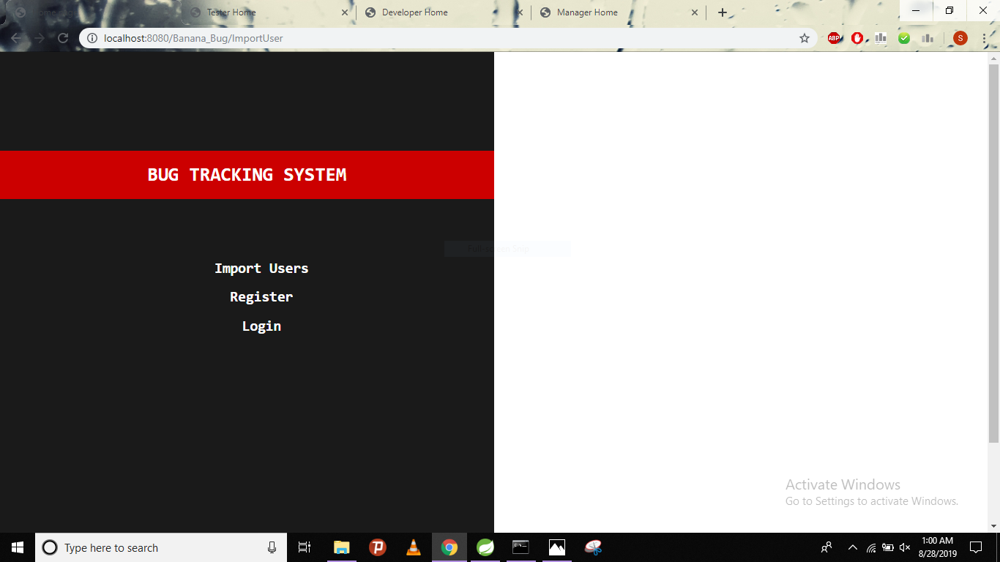 Tester Home
Developer Home
Manager Home
localhost:8080/Banana_Bug/ImportUser
ABP
S
BUG TRACKING SYSTEM
Full-screen Snip
Import Users
Register
Login
Activate Windows
Go to Settings to activate Windows.
Type here to search
1:00 AM
8/28/2019